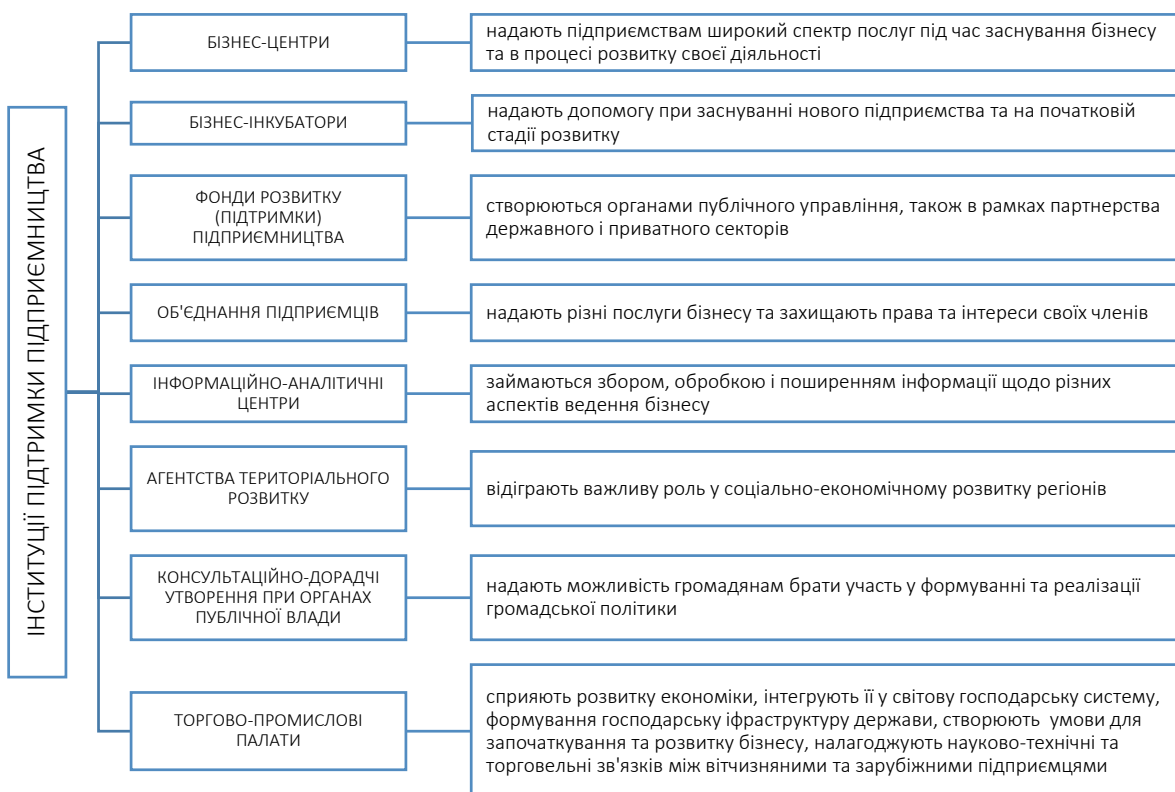 ІНСТИТУЦІЇ ПІДТРИМКИ ПІДПРИЄМНИЦТВА
БІЗНЕС-ЦЕНТРИ
надають підприємствам широкий спектр послуг під час заснування бізнесу
та в процесі розвитку своєї діяльності
БІЗНЕС-ІНКУБАТОРИ
надають допомогу при заснуванні нового підприємства та на початковій
стадії розвитку
ФОНДИ РОЗВИТКУ
(ПІДТРИМКИ)
ПІДПРИЄМНИЦТВА
створюються органами публічного управління, також в рамках партнерства
державного і приватного секторів
ОБ'ЄДНАННЯ ПІДПРИЄМЦІВ
надають різні послуги бізнесу та захищають права та інтереси своїх членів
ІНФОРМАЦІЙНО-АНАЛІТИЧНІ
ЦЕНТРИ
займаються збором, обробкою і поширенням інформації щодо різних
аспектів ведення бізнесу
АГЕНТСТВА ТЕРИТОРІАЛЬНОГО
РОЗВИТКУ
відіграють важливу роль у соціально-економічному розвитку регіонів
КОНСУЛЬТАЦІЙНО-ДОРАДЧІ
УТВОРЕННЯ ПРИ ОРГАНАХ
ПУБЛІЧНОЇ ВЛАДИ
надають можливість громадянам брати участь у формуванні та реалізації
громадської політики
ТОРГОВО-ПРОМИСЛОВІ
ПАЛАТИ
сприяють розвитку економіки, інтегрують її у світову господарську систему,
формування господарську іфраструктуру держави, створюють умови для
започаткування та розвитку бізнесу, налагоджують науково-технічні та
торговельні зв'язків між вітчизняними та зарубіжними підприємцями